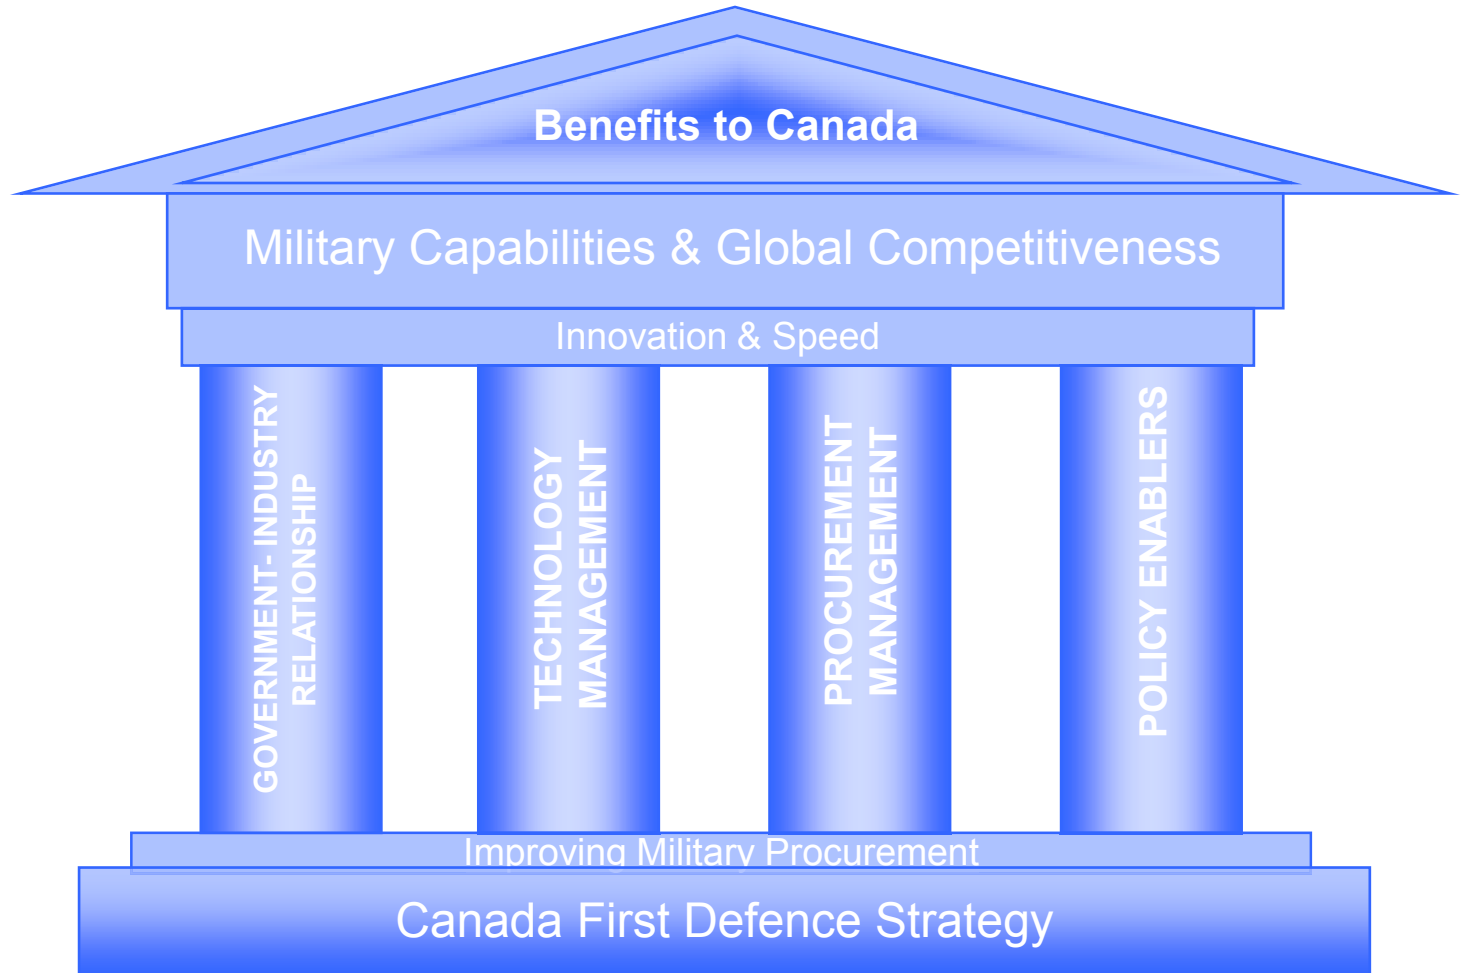 Benefits to Canada
Military Capabilities & Global Competitiveness
Innovation & Speed
GOVERNMENT- INDUSTRY
RELATIONSHIP
TECHNOLOGY
MANAGEMENT
PROCUREMENT
MANAGEMENT
POLICY ENABLERS
Improving Military Procurement
Canada First Defence Strategy